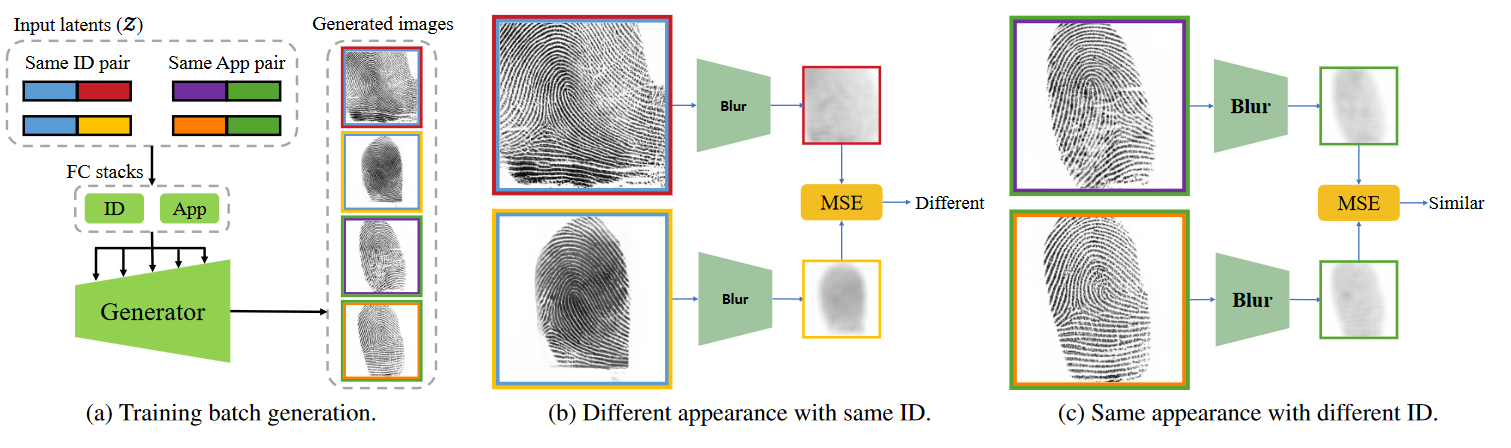 Input latents (𝒵)
Same ID pair
Same App pair
FC stacks
ID
App
Generator
Generated images
(a) Training batch generation.
Blur
MSE
Different
Blur
(b) Different appearance with same ID.
Blur
MSE
Similar
Blur
(c) Same appearance with different ID.